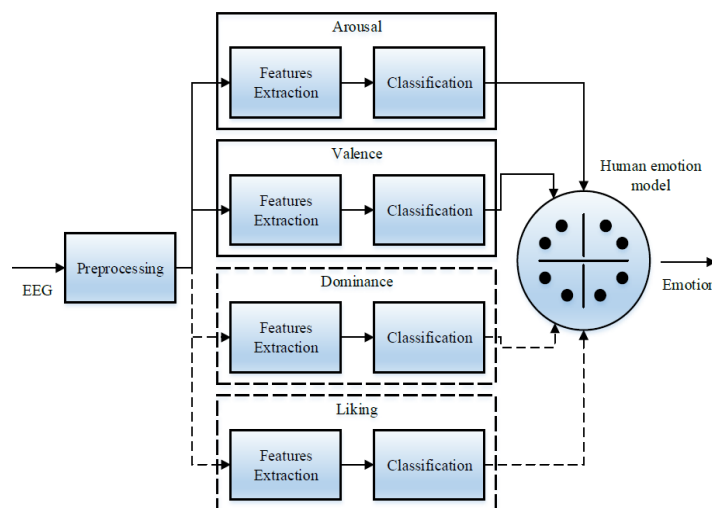 Arousal
Features
Extraction
Classification
Valence
Features
Extraction
Classification
Human emotion
model
EEG
Preprocessing
Dominance
Features
Extraction
Classification
Emotion
Liking
Features
Extraction
Classification